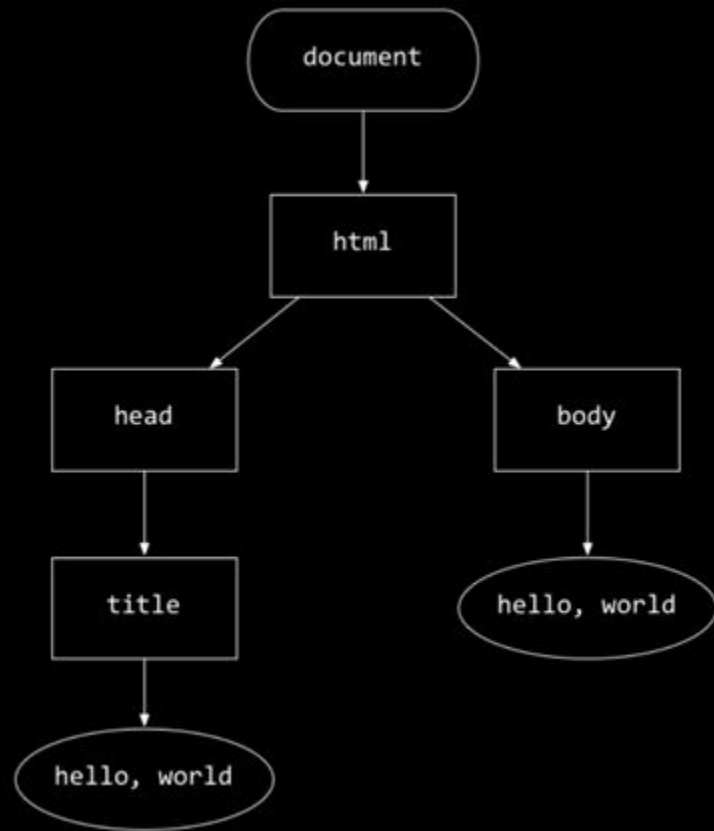 document
html
head
body
title
hello, world
hello, world